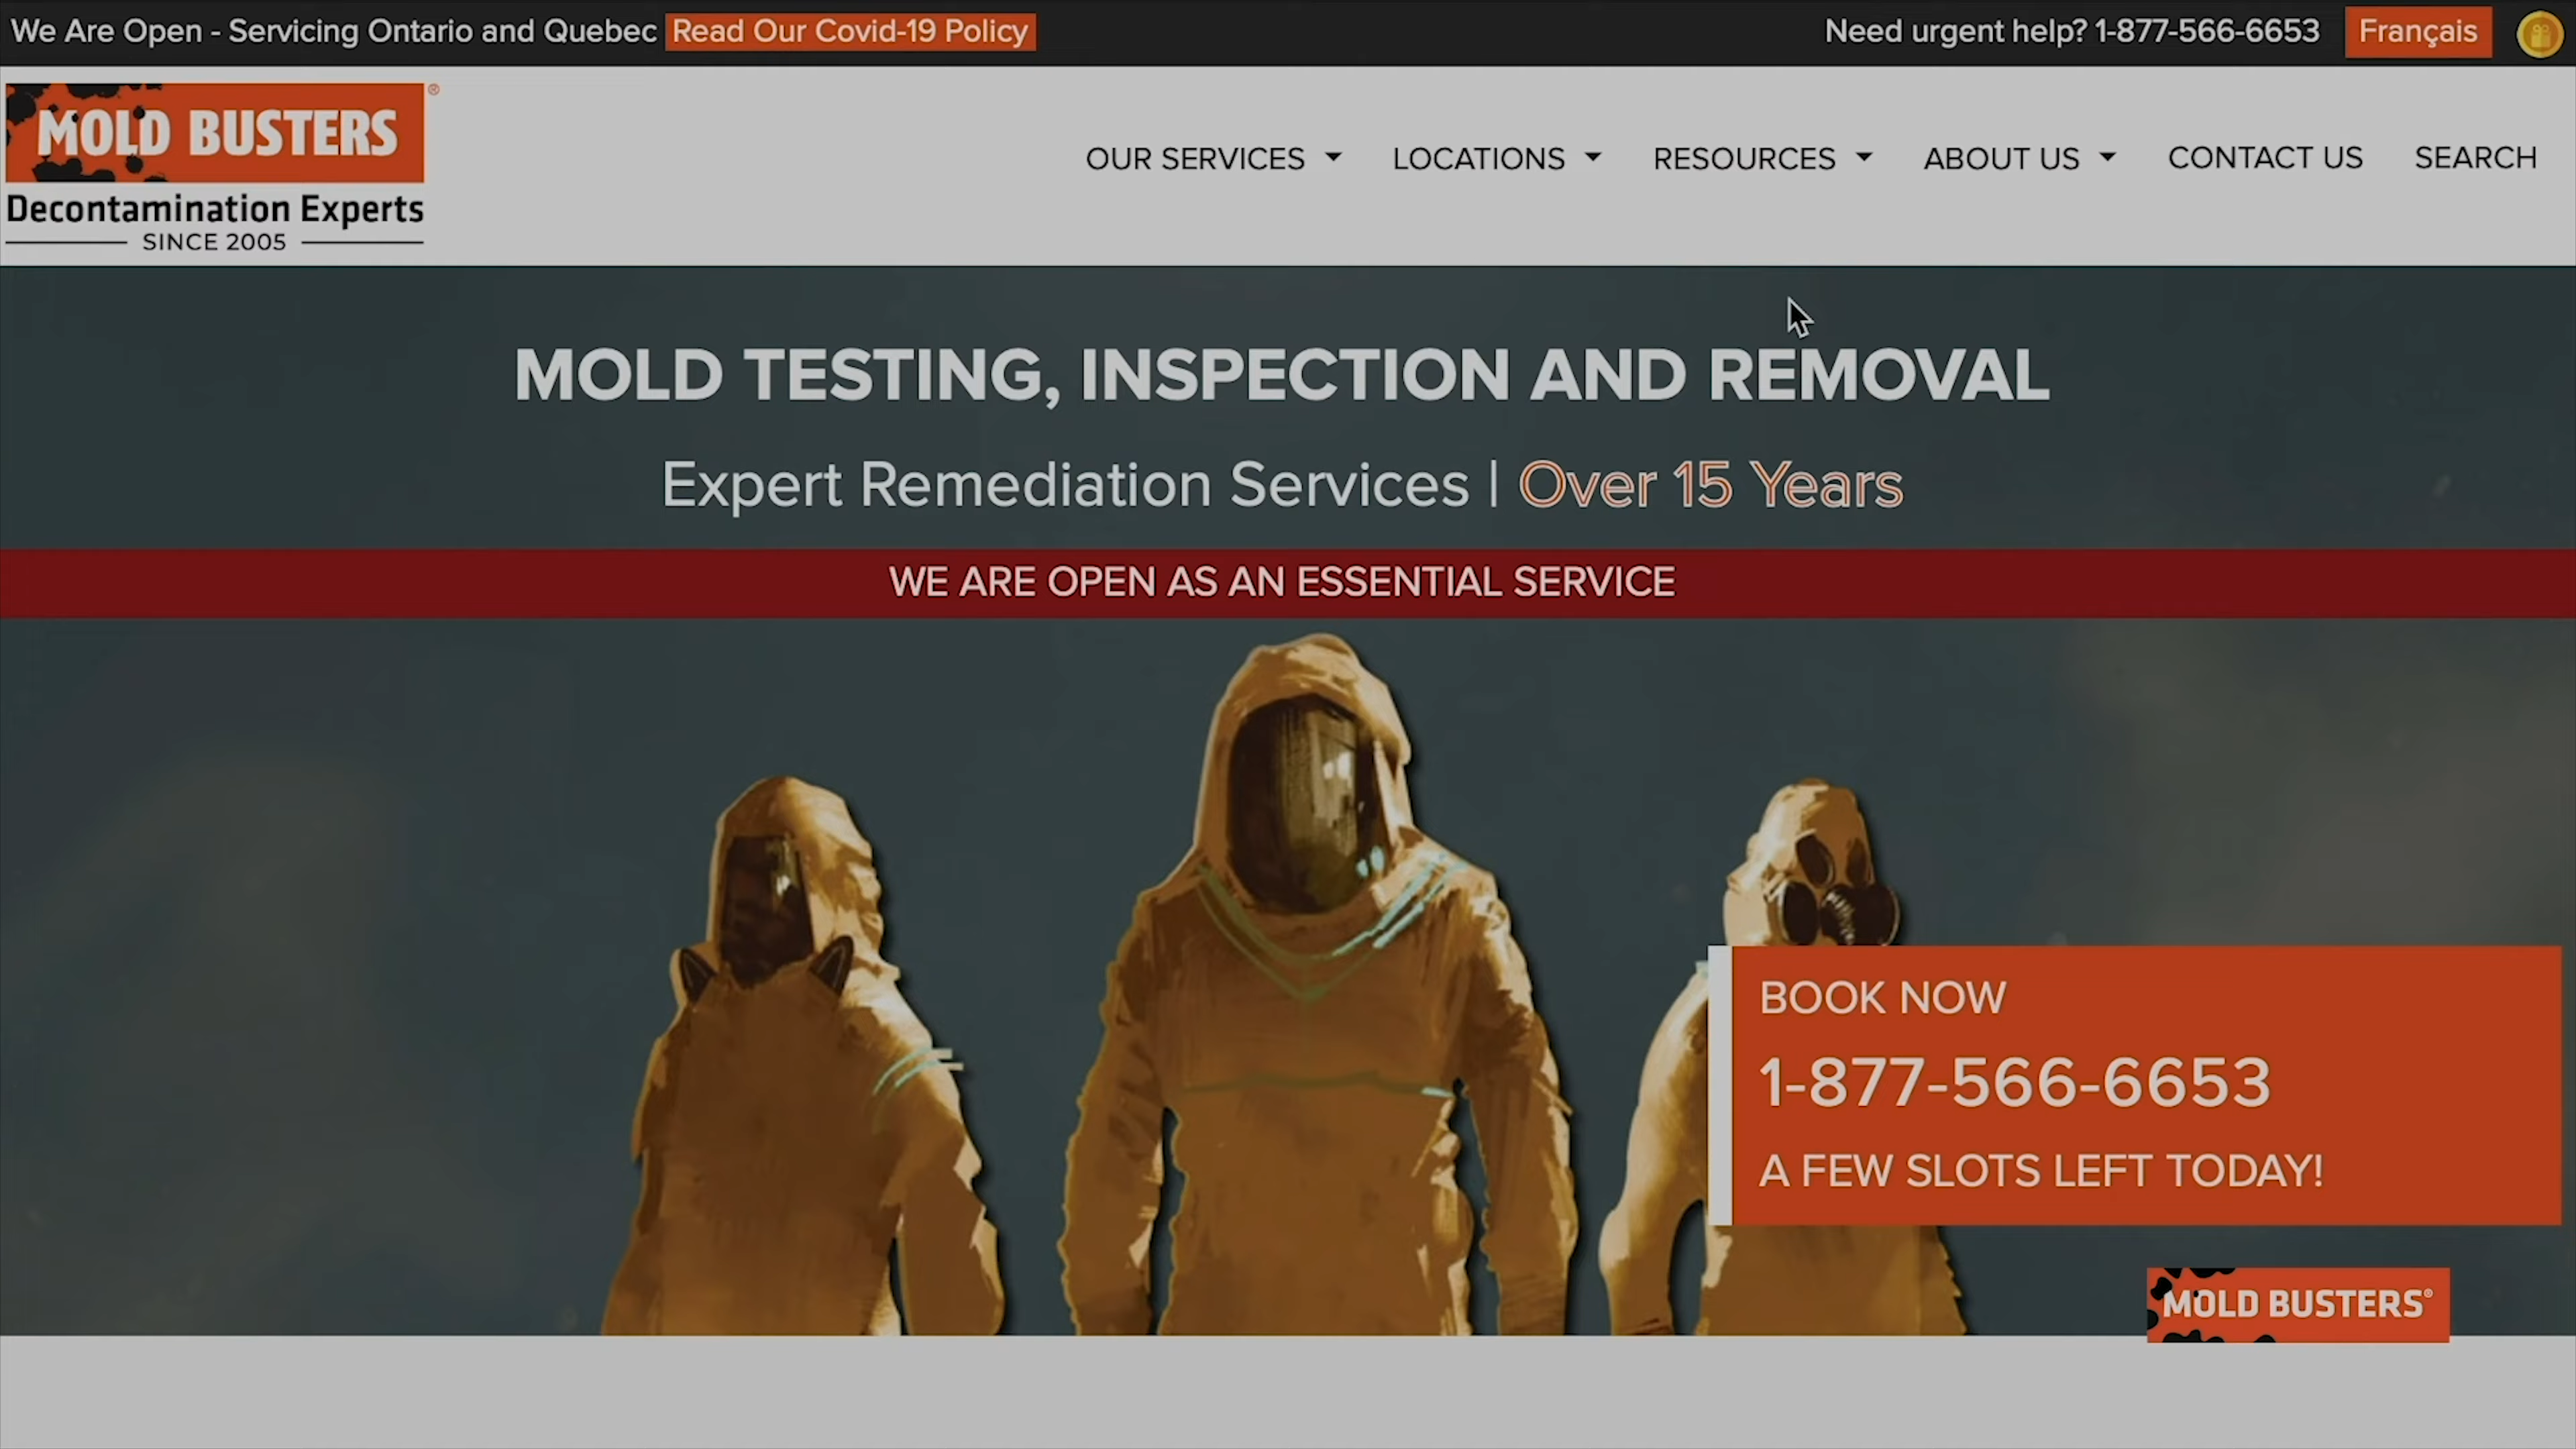 We Are Open - Servicing Ontario and Quebec Read Our Covid-19 Policy
Need urgent help? 1-877-566-6653 Français
MOLD BUSTERS®
Decontamination Experts
SINCE 2005
OUR SERVICES LOCATIONS RESOURCES ABOUT US CONTACT US SEARCH
MOLD TESTING, INSPECTION AND REMOVAL
Expert Remediation Services | Over 15 Years
WE ARE OPEN AS AN ESSENTIAL SERVICE
BOOK NOW
1-877-566-6653
A FEW SLOTS LEFT TODAY!
MOLD BUSTERS®